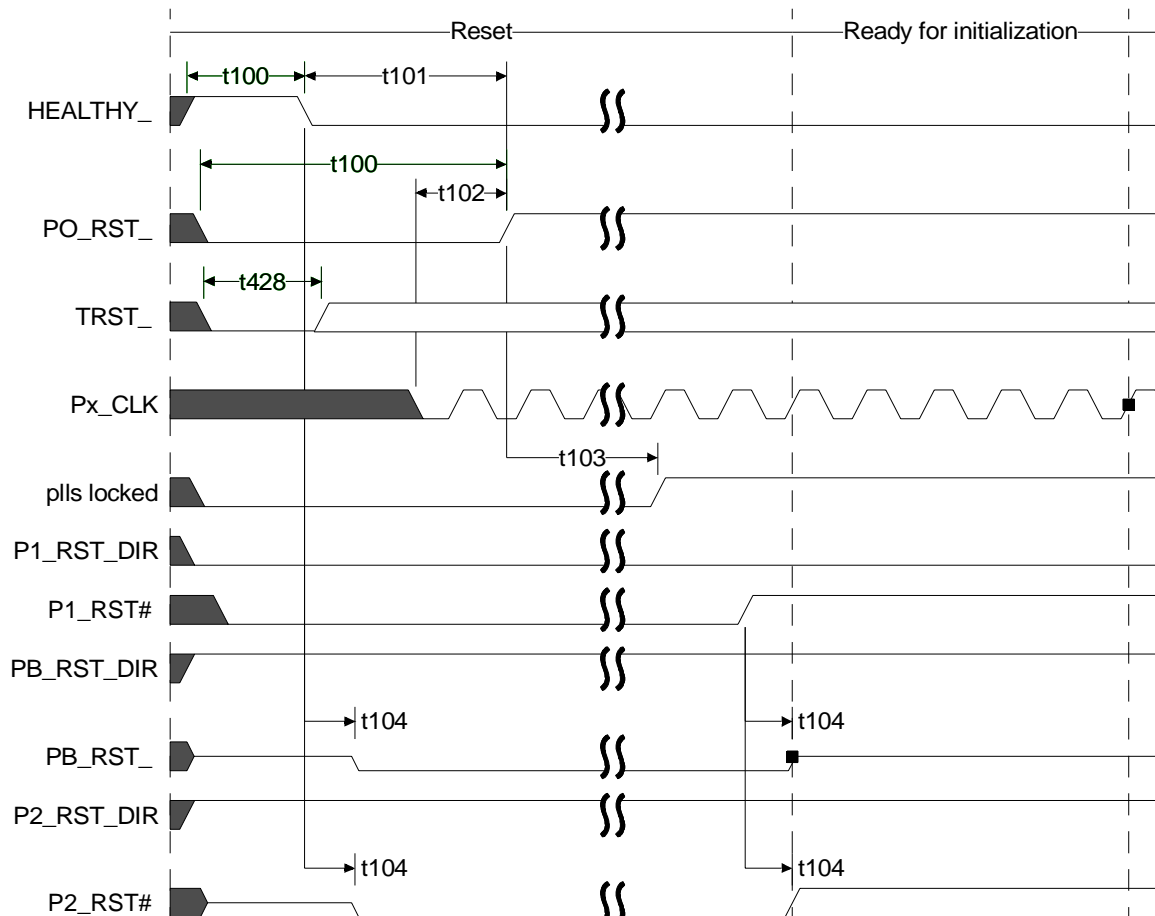 Reset Ready for initialization
t100 t101
HEALTHY_
t100
t102
PO_RST_
t428
TRST_
Px_CLK
t103
plls locked
P1_RST_DIR
P1_RST#
PB_RST_DIR
t104 t104
PB_RST_
P2_RST_DIR
t104 t104
P2_RST#